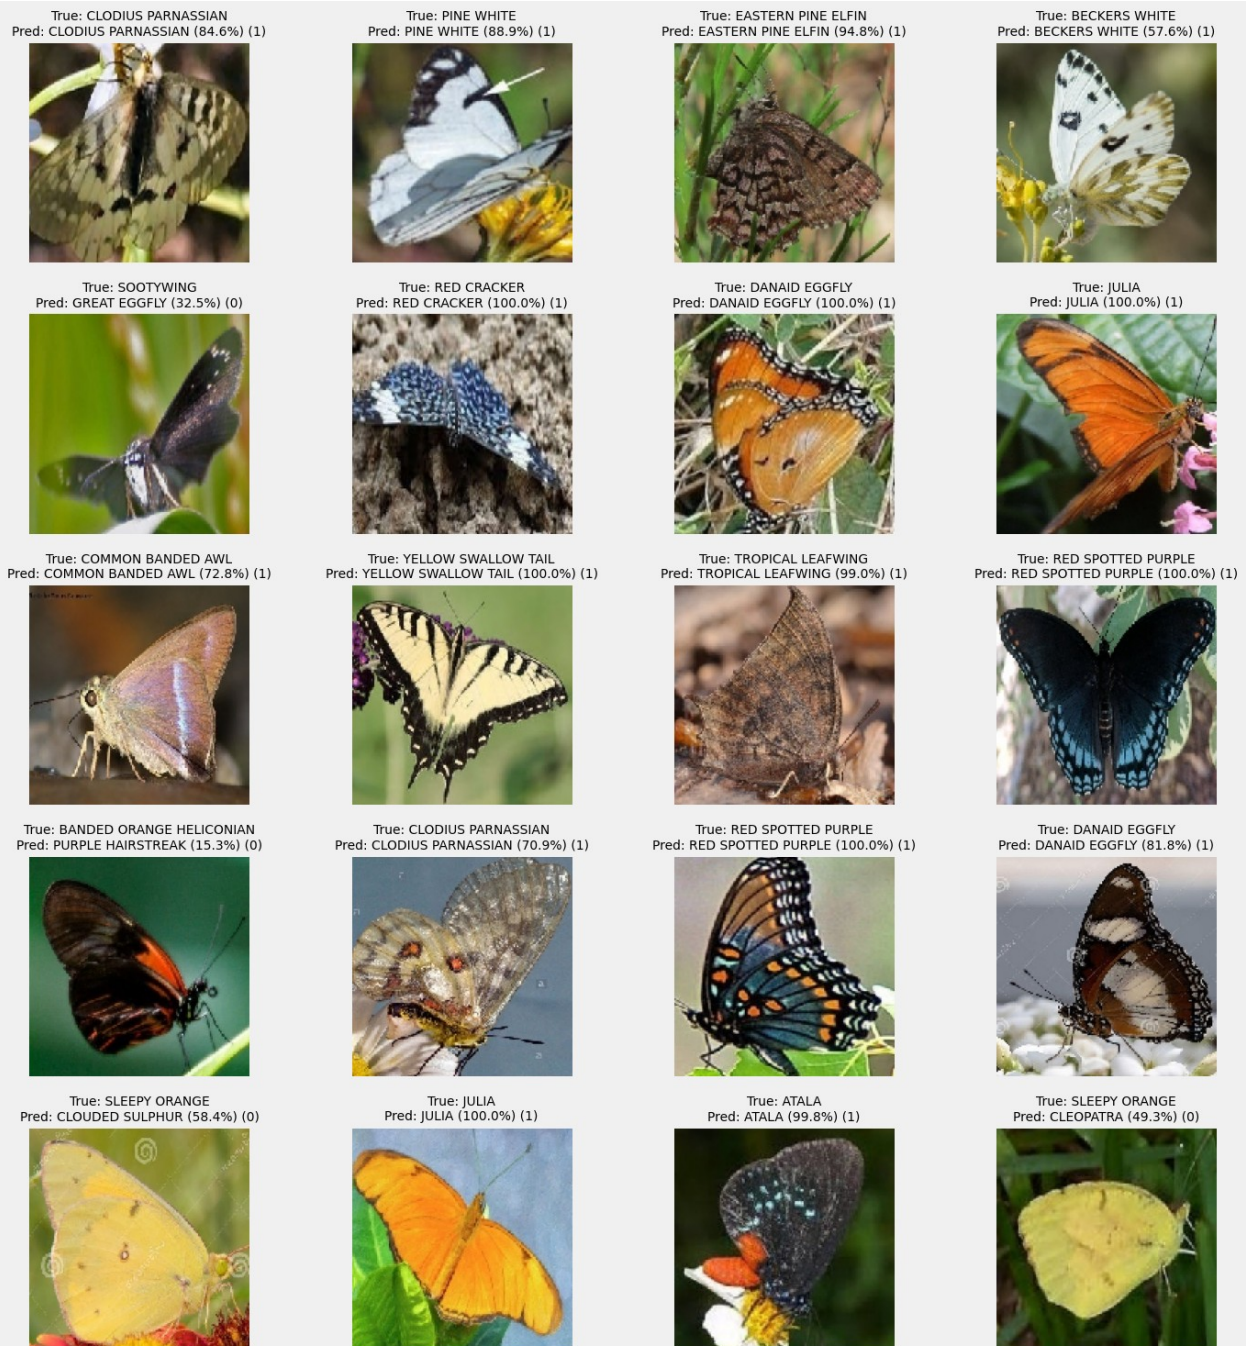 True: CLODIUS PARNASSIAN
Pred: CLODIUS PARNASSIAN (84.6%) (1)
True: PINE WHITE
Pred: PINE WHITE (88.9%) (1)
True: EASTERN PINE ELFIN
Pred: EASTERN PINE ELFIN (94.8%) (1)
True: BECKERS WHITE
Pred: BECKERS WHITE (57.6%) (1)
True: SOOTYWING
Pred: GREAT EGGFLY (32.5%) (0)
True: RED CRACKER
Pred: RED CRACKER (100.0%) (1)
True: DANAID EGGFLY
Pred: DANAID EGGFLY (100.0%) (1)
True: JULIA
Pred: JULIA (100.0%) (1)
True: COMMON BANDED AWL
Pred: COMMON BANDED AWL (72.8%) (1)
True: YELLOW SWALLOW TAIL
Pred: YELLOW SWALLOW TAIL (100.0%) (1)
True: TROPICAL LEAFWING
Pred: TROPICAL LEAFWING (99.0%) (1)
True: RED SPOTTED PURPLE
Pred: RED SPOTTED PURPLE (100.0%) (1)
True: BANDED ORANGE HELICONIAN
Pred: PURPLE HAIRSTREAK (15.3%) (0)
True: CLODIUS PARNASSIAN
Pred: CLODIUS PARNASSIAN (70.9%) (1)
True: RED SPOTTED PURPLE
Pred: RED SPOTTED PURPLE (100.0%) (1)
True: DANAID EGGFLY
Pred: DANAID EGGFLY (81.8%) (1)
True: SLEEPY ORANGE
Pred: CLOUDED SULPHUR (58.4%) (0)
True: JULIA
Pred: JULIA (100.0%) (1)
True: ATALA
Pred: ATALA (99.8%) (1)
True: SLEEPY ORANGE
Pred: CLEOPATRA (49.3%) (0)